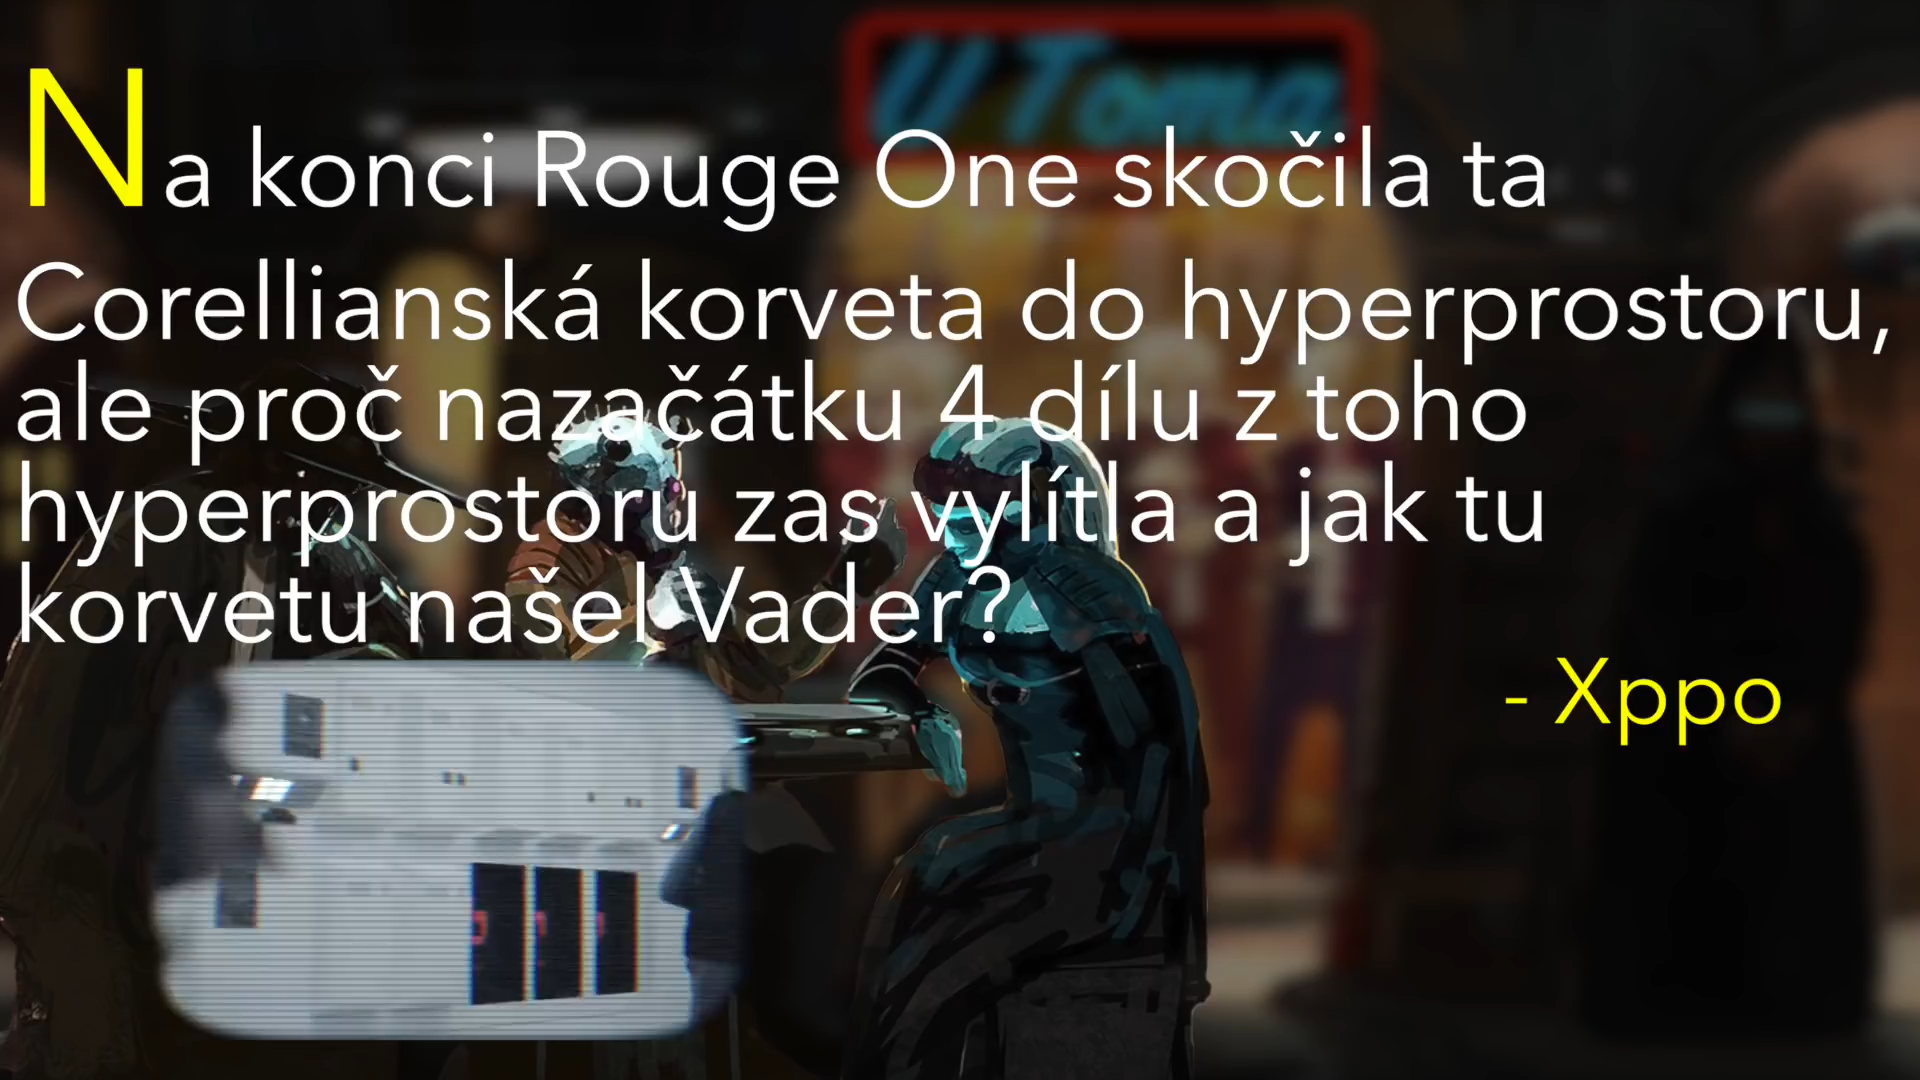 U Toma
Na konci Rouge One skočila ta
Corellianská korveta do hyperprostoru,
ale proč nazačátku 4 dílu z toho
hyperprostoru zas vylítla a jak tu
korvetu našel Vader?
- Xppo